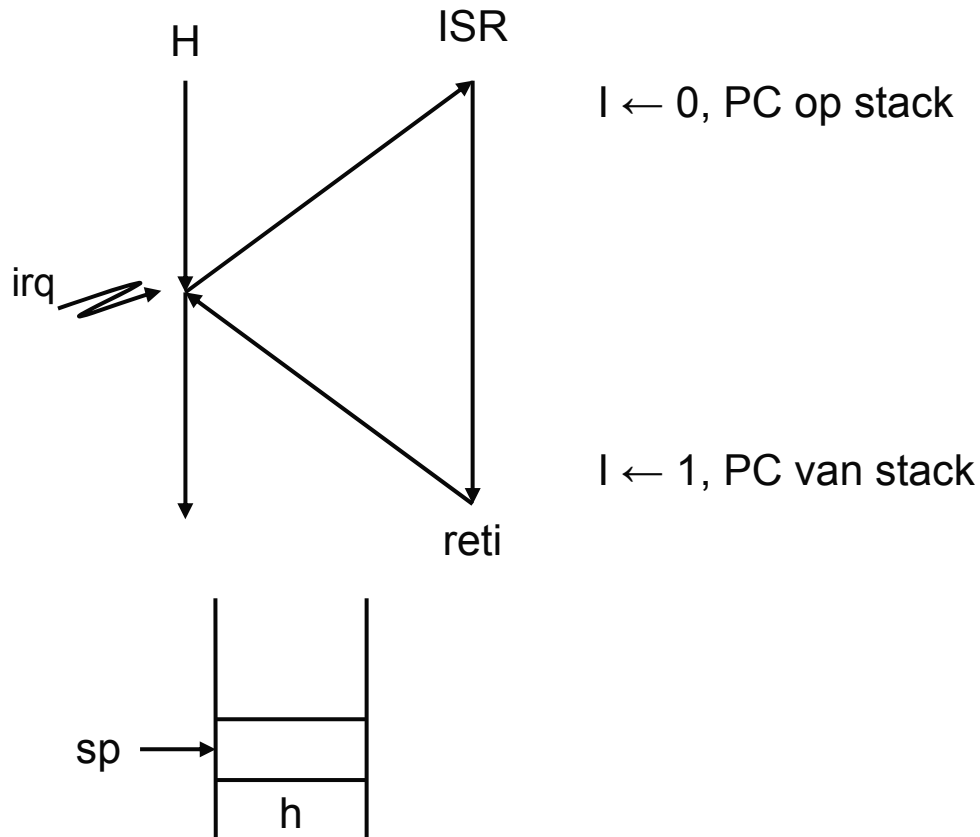 H
ISR
I ← 0, PC op stack
irq
I ← 1, PC van stack
reti
sp
h